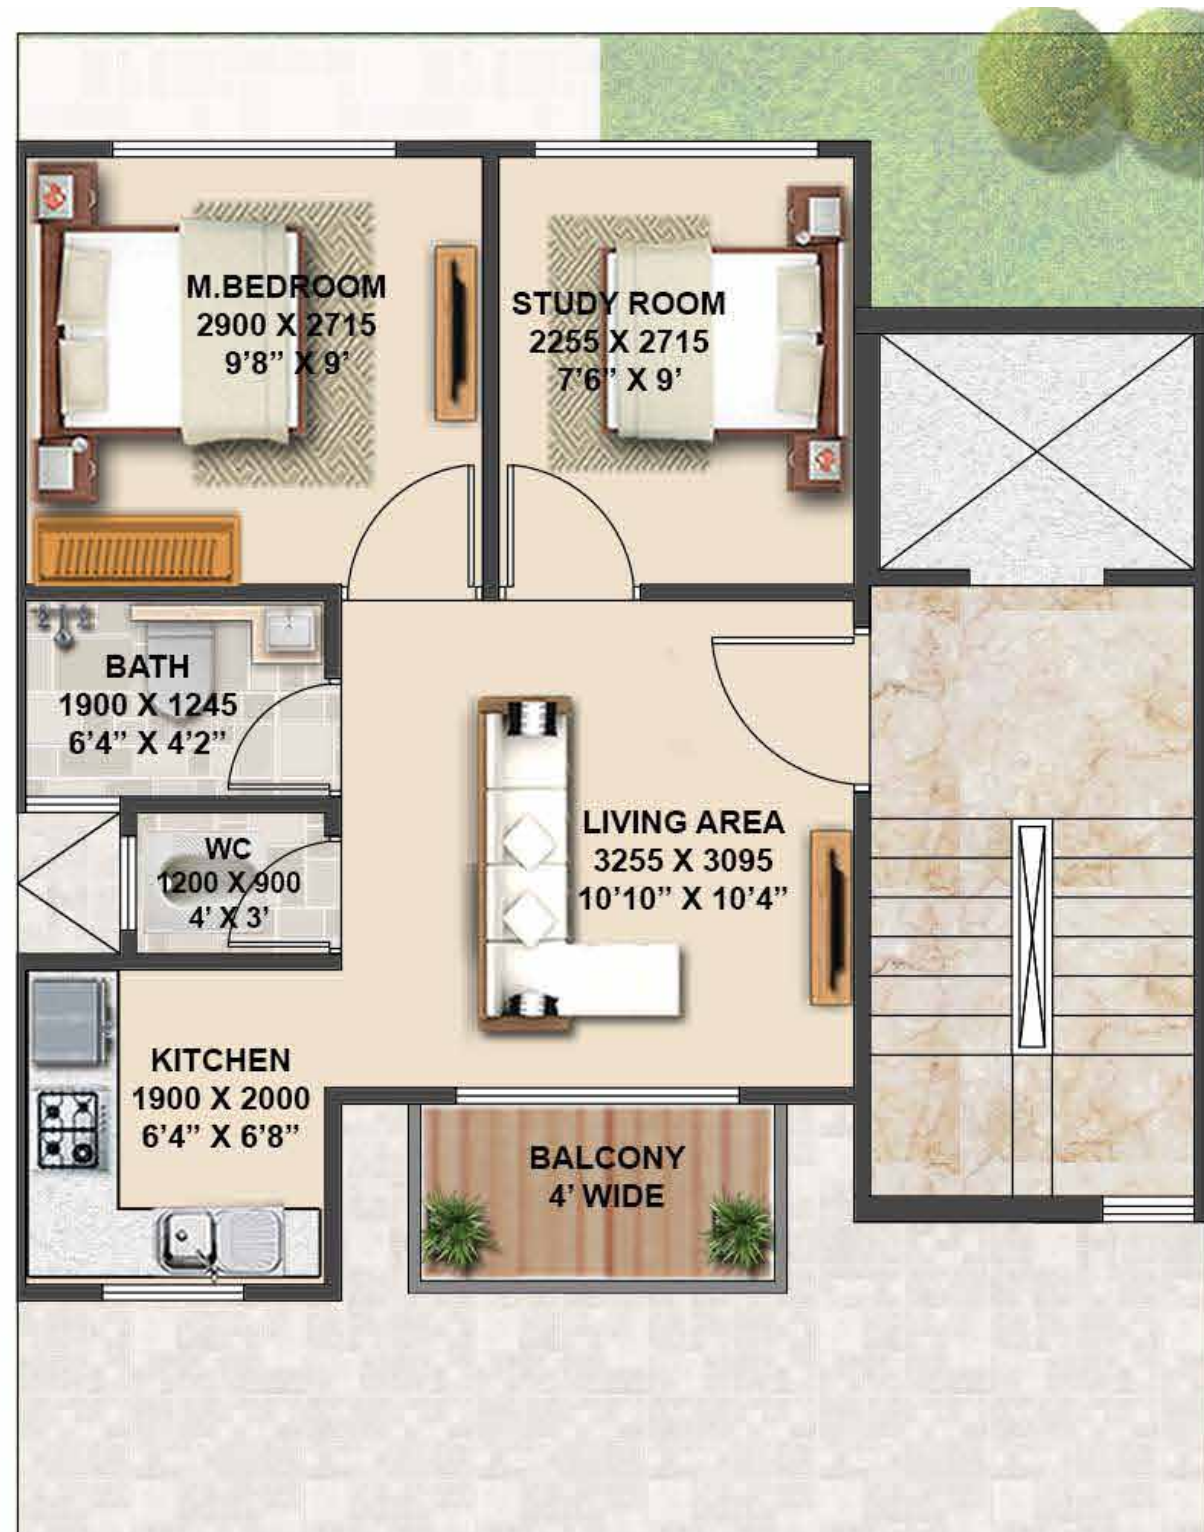 M.BEDROOM
2900 X 2715
9'8" X 9'
STUDY ROOM
2255 X 2715
7'6" X 9'
BATH
1900 X 1245
6'4" X 4'2"
WC
1200 X 900
4' X 3'
LIVING AREA
3255 X 3095
10'10" X 10'4"
KITCHEN
1900 X 2000
6'4" X 6'8"
BALCONY
4' WIDE